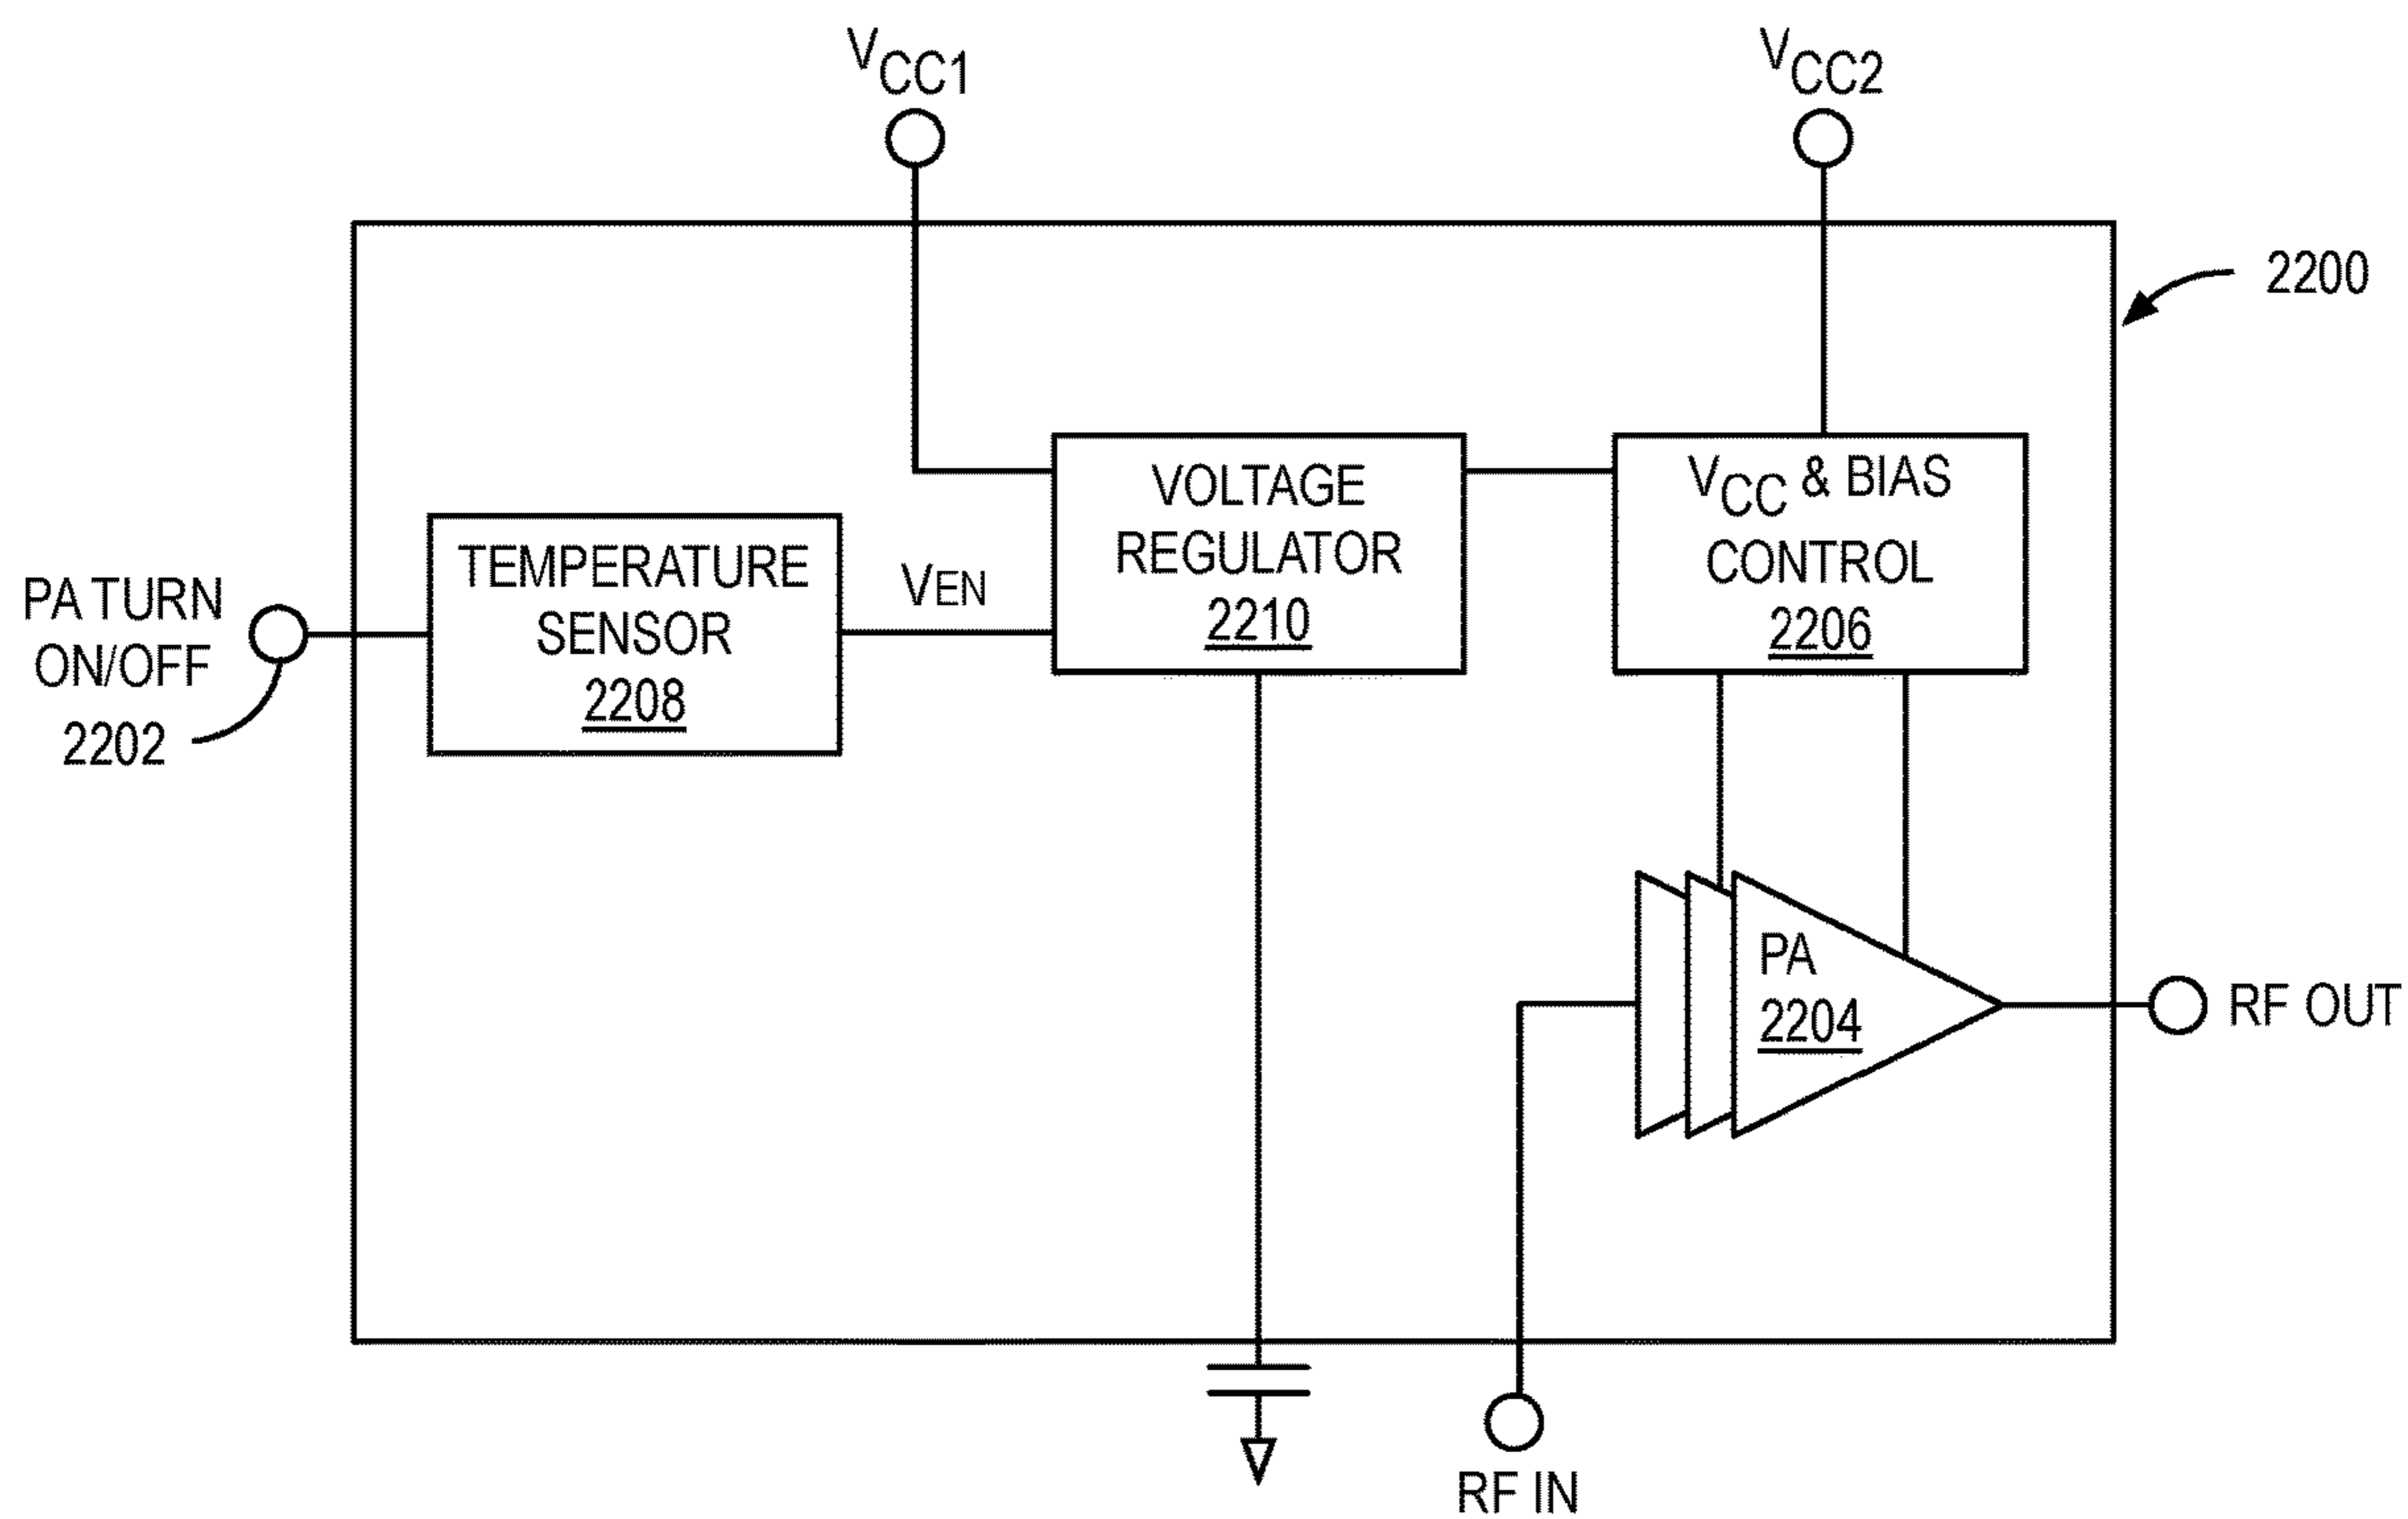 VCC1
VCC2
2200
VOLTAGE
REGULATOR
2210
VCC & BIAS
CONTROL
2206
TEMPERATURE
SENSOR
2208
VEN
PA TURN
ON/OFF
2202
PA
2204
RF OUT
RF IN